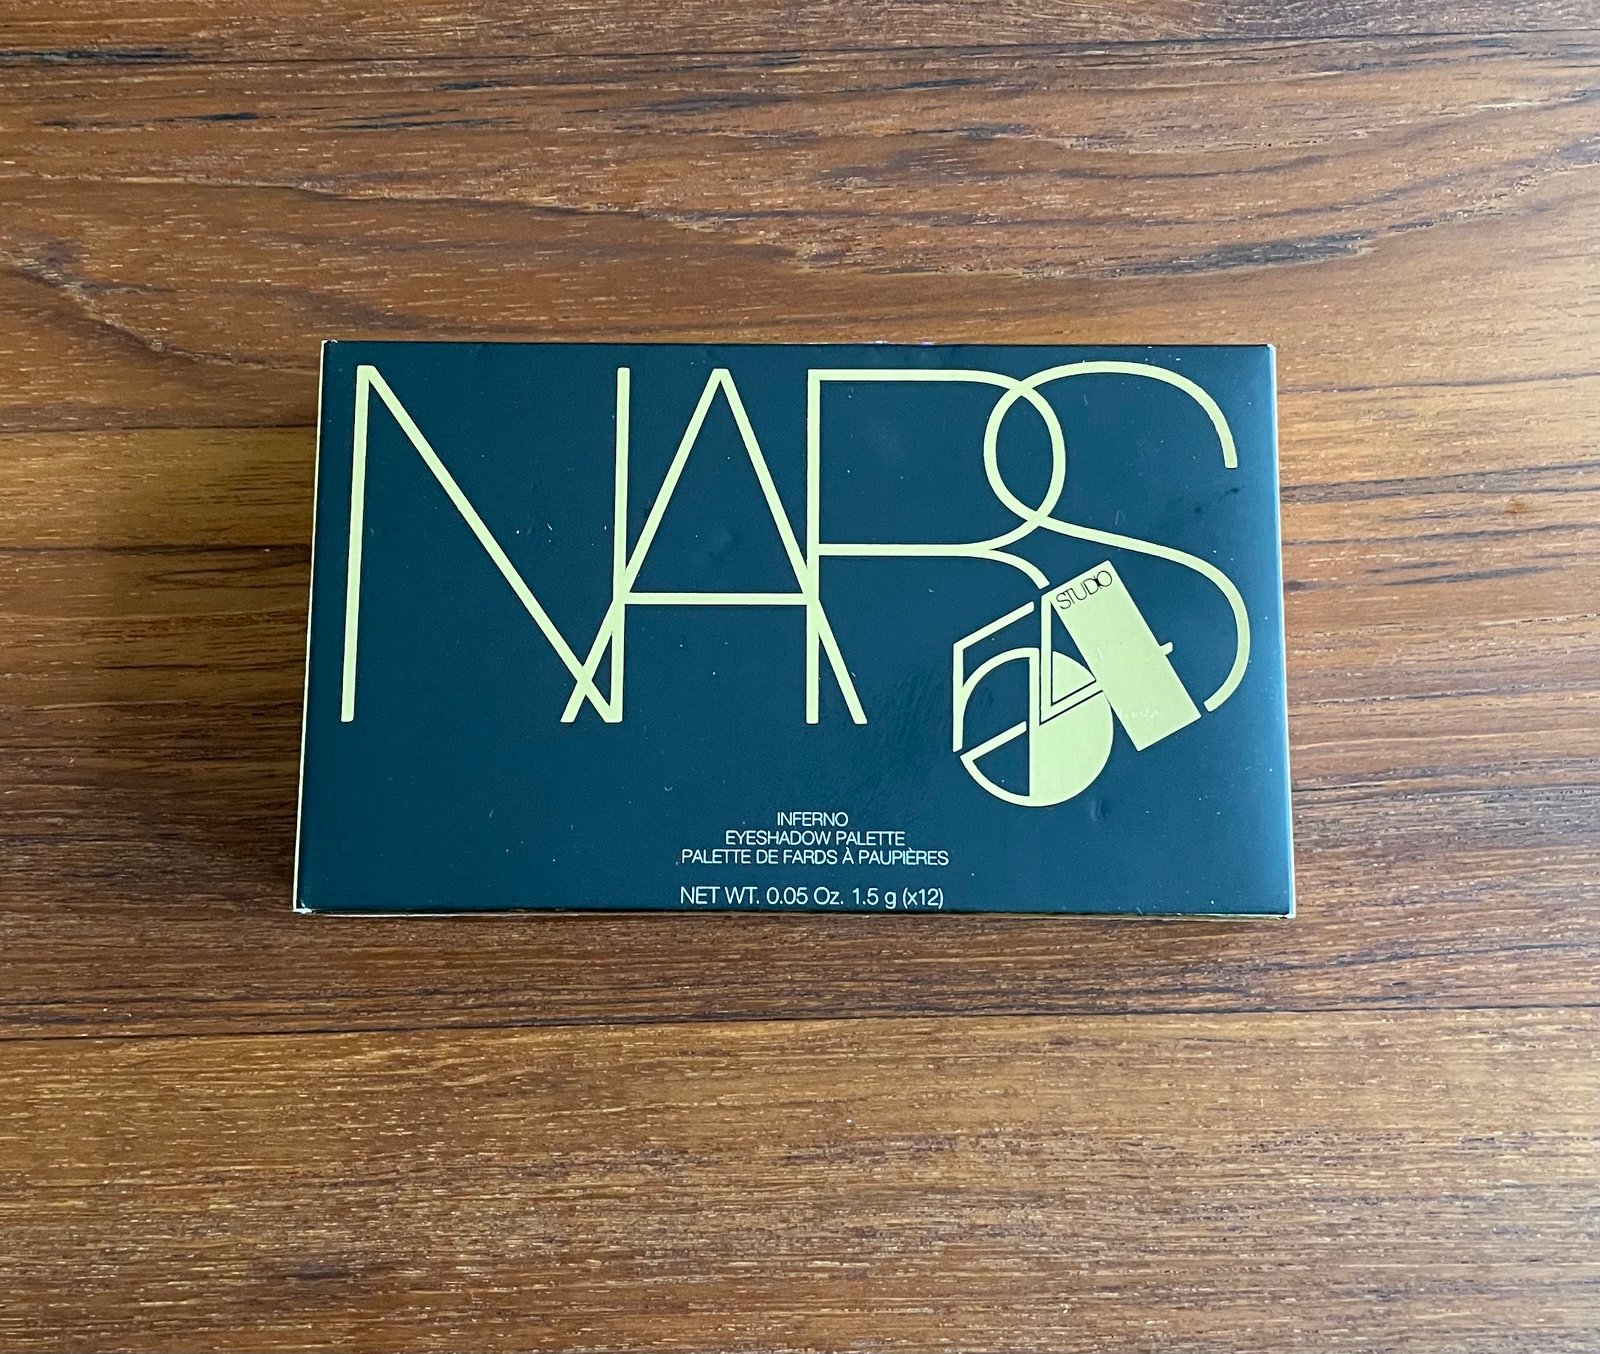 NARS
STUDIO
54
INFERNO
EYESHADOW PALETTE
PALETTE DE FARDS À PAUPIÈRES
NET WT. 0.05 Oz. 1.5 g (x12)